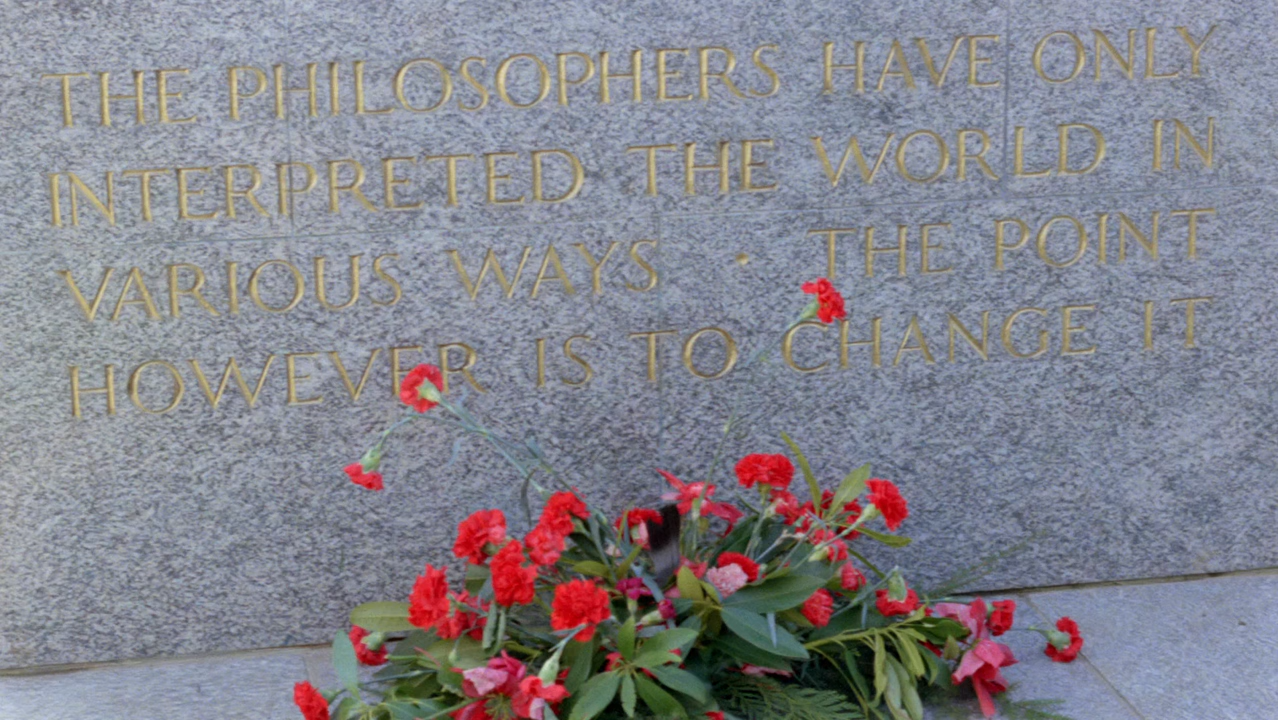 THE PHILOSOPHERS HAVE ONLY
INTERPRETED THE WORLD IN
VARIOUS WAYS · THE POINT
HOWEVER IS TO CHANGE IT